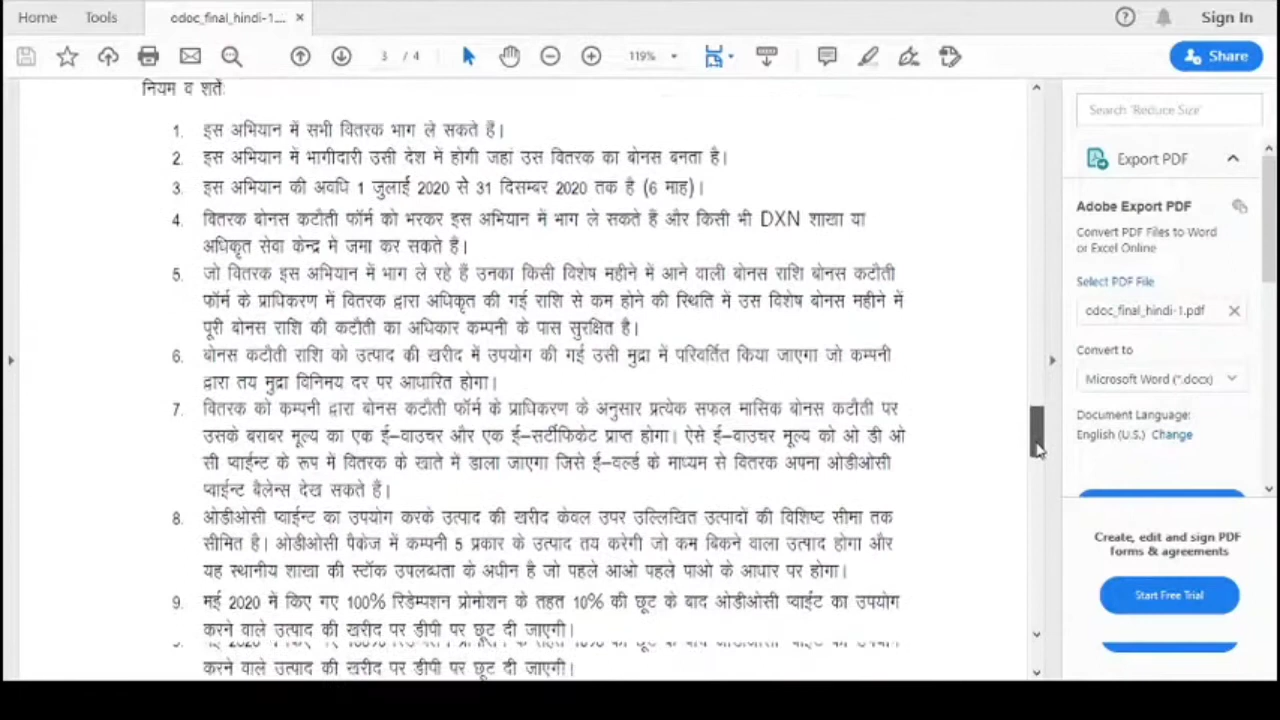 Home
Tools
odoc_final_hindi-1....
Sign In
3 / 4
119%
Share
नियम व शर्तेः
1. इस अभियान में सभी वितरक भाग ले सकते हैं।
2. इस अभियान में भागीदारी उसी देश में होगी जहां उस वितरक का बोनस बनता है।
3. इस अभियान की अवधि 1 जुलाई 2020 से 31 दिसम्बर 2020 तक है (6 माह)।
4. वितरक बोनस कटौती फॉर्म को भरकर इस अभियान में भाग ले सकते है और किसी भी DXN शाखा या
अधिकृत सेवा केन्द्र मे जमा कर सकते हैं।
5. जो वितरक इस अभियान में भाग ले रहे हैं उनका किसी विशेष महीने में आने वाली बोनस राशि बोनस कटौती
फॉर्म के प्राधिकरण में वितरक द्वारा अधिकृत की गई राशि से कम होने की स्थिति में उस विशेष बोनस महीने में
पूरी बोनस राशि की कटौती का अधिकार कम्पनी के पास सुरक्षित है।
6. बोनस कटौती राशि को उत्पाद की खरीद में उपयोग की गई उसी मुद्रा में परिवर्तित किया जाएगा जो कम्पनी
द्वारा तय मुद्रा विनिमय दर पर आधारित होगा।
7. वितरक को कम्पनी द्वारा बोनस कटौती फॉर्म के प्राधिकरण के अनुसार प्रत्येक सफल मासिक बोनस कटौती पर
उसके बराबर मूल्य का एक ई–वाउचर और एक ई–सर्टीफिकेट प्राप्त होगा। ऐसे ई–वाउचर मूल्य को ओ डी ओ
सी प्वाईन्ट के रूप में वितरक के खाते में डाला जाएगा जिसे ई–वर्ल्ड के माध्यम से वितरक अपना ओडीओसी
प्वाईन्ट बैलेन्स देख सकते हैं।
8. ओडीओसी प्वाईन्ट का उपयोग करके उत्पाद की खरीद केवल उपर उल्लिखित उत्पादों की विशिष्ट सीमा तक
सीमित है। ओडीओसी पैकेज में कम्पनी 5 प्रकार के उत्पाद तय करेगी जो कम बिकने वाला उत्पाद होगा और
यह स्थानीय शाखा की स्टॉक उपलब्धता के अधीन है जो पहले आओ पहले पाओ के आधार पर होगा।
9. मई 2020 में किए गए 100% रिडेम्पशन प्रोमोशन के तहत 10% की छूट के बाद ओडीओसी प्वाईट का उपयोग
करने वाले उत्पाद की खरीद पर डीपी पर छूट दी जाएगी।
करने वाले उत्पाद की खरीद पर डीपी पर छूट दी जाएगी।
Search 'Reduce Size'
Export PDF
Adobe Export PDF
Convert PDF Files to Word
or Excel Online
Select PDF File
odoc_final_hindi-1.pdf
Convert to
Microsoft Word (*.docx)
Document Language:
English (U.S.) Change
Create, edit and sign PDF
forms & agreements
Start Free Trial